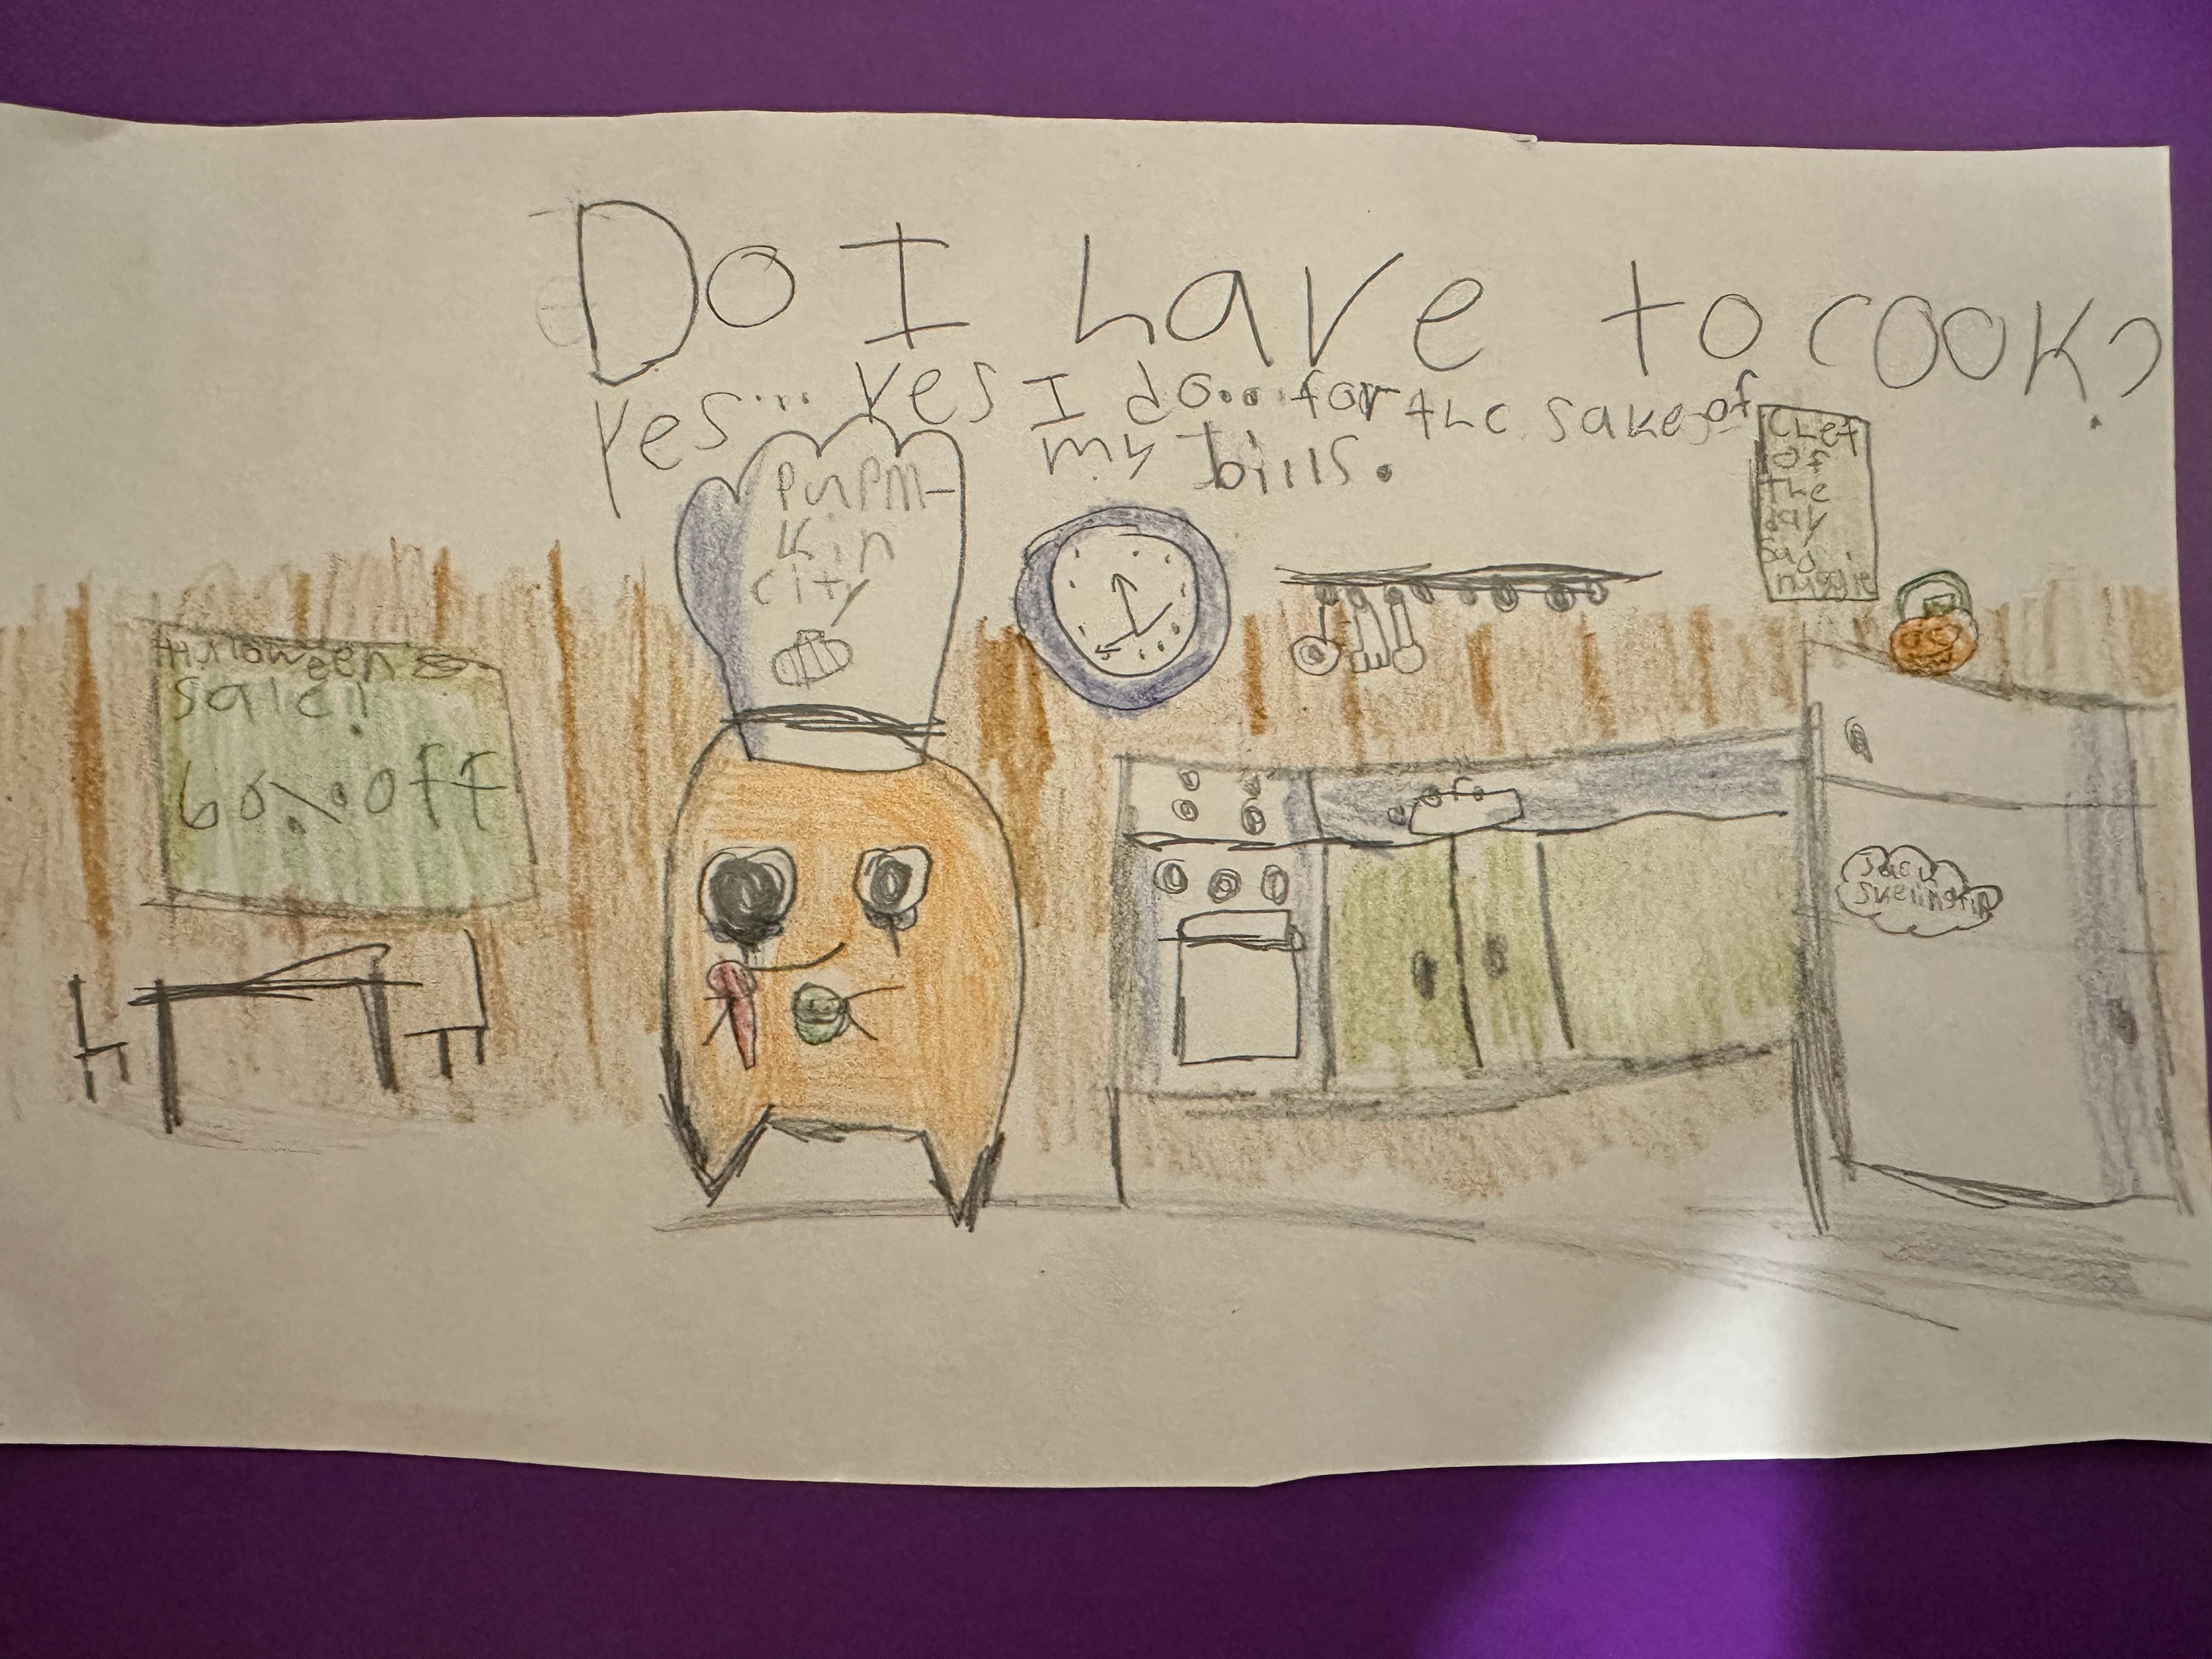 Do I have to cook?
Yes... Yes I do... for the sake of
my bills.
PuPM-
Kin
City
Halloween
sale!!
60% off
Chef
of
The
day
Sad
nuggie